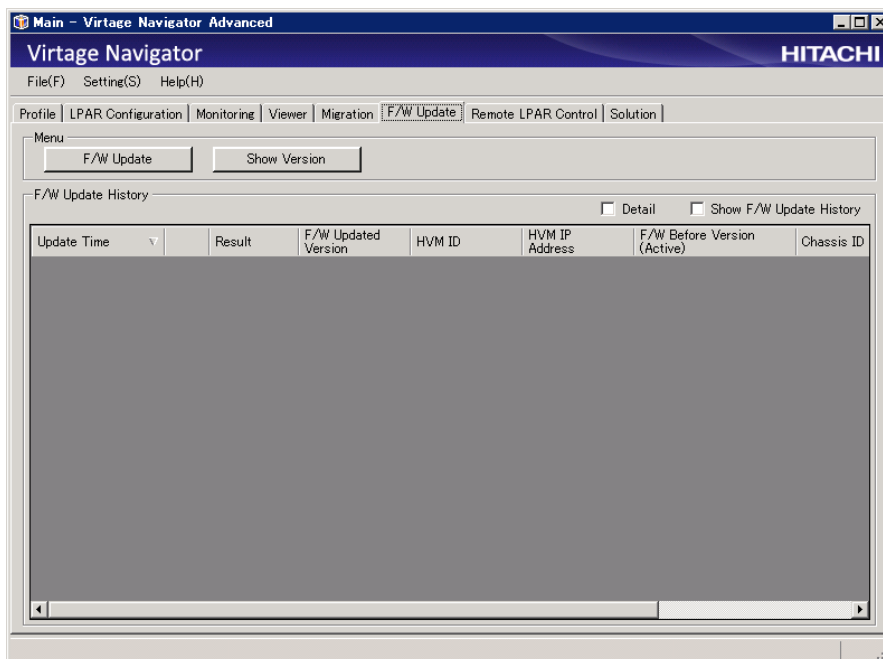 Main - Virtage Navigator Advanced
Virtage Navigator
HITACHI
File(F) Setting(S) Help(H)
Profile LPAR Configuration Monitoring Viewer Migration F/W Update Remote LPAR Control Solution
Menu
F/W Update Show Version
F/W Update History
Detail Show F/W Update History
Update Time Result F/W Updated Version HVM ID HVM IP Address F/W Before Version (Active) Chassis ID